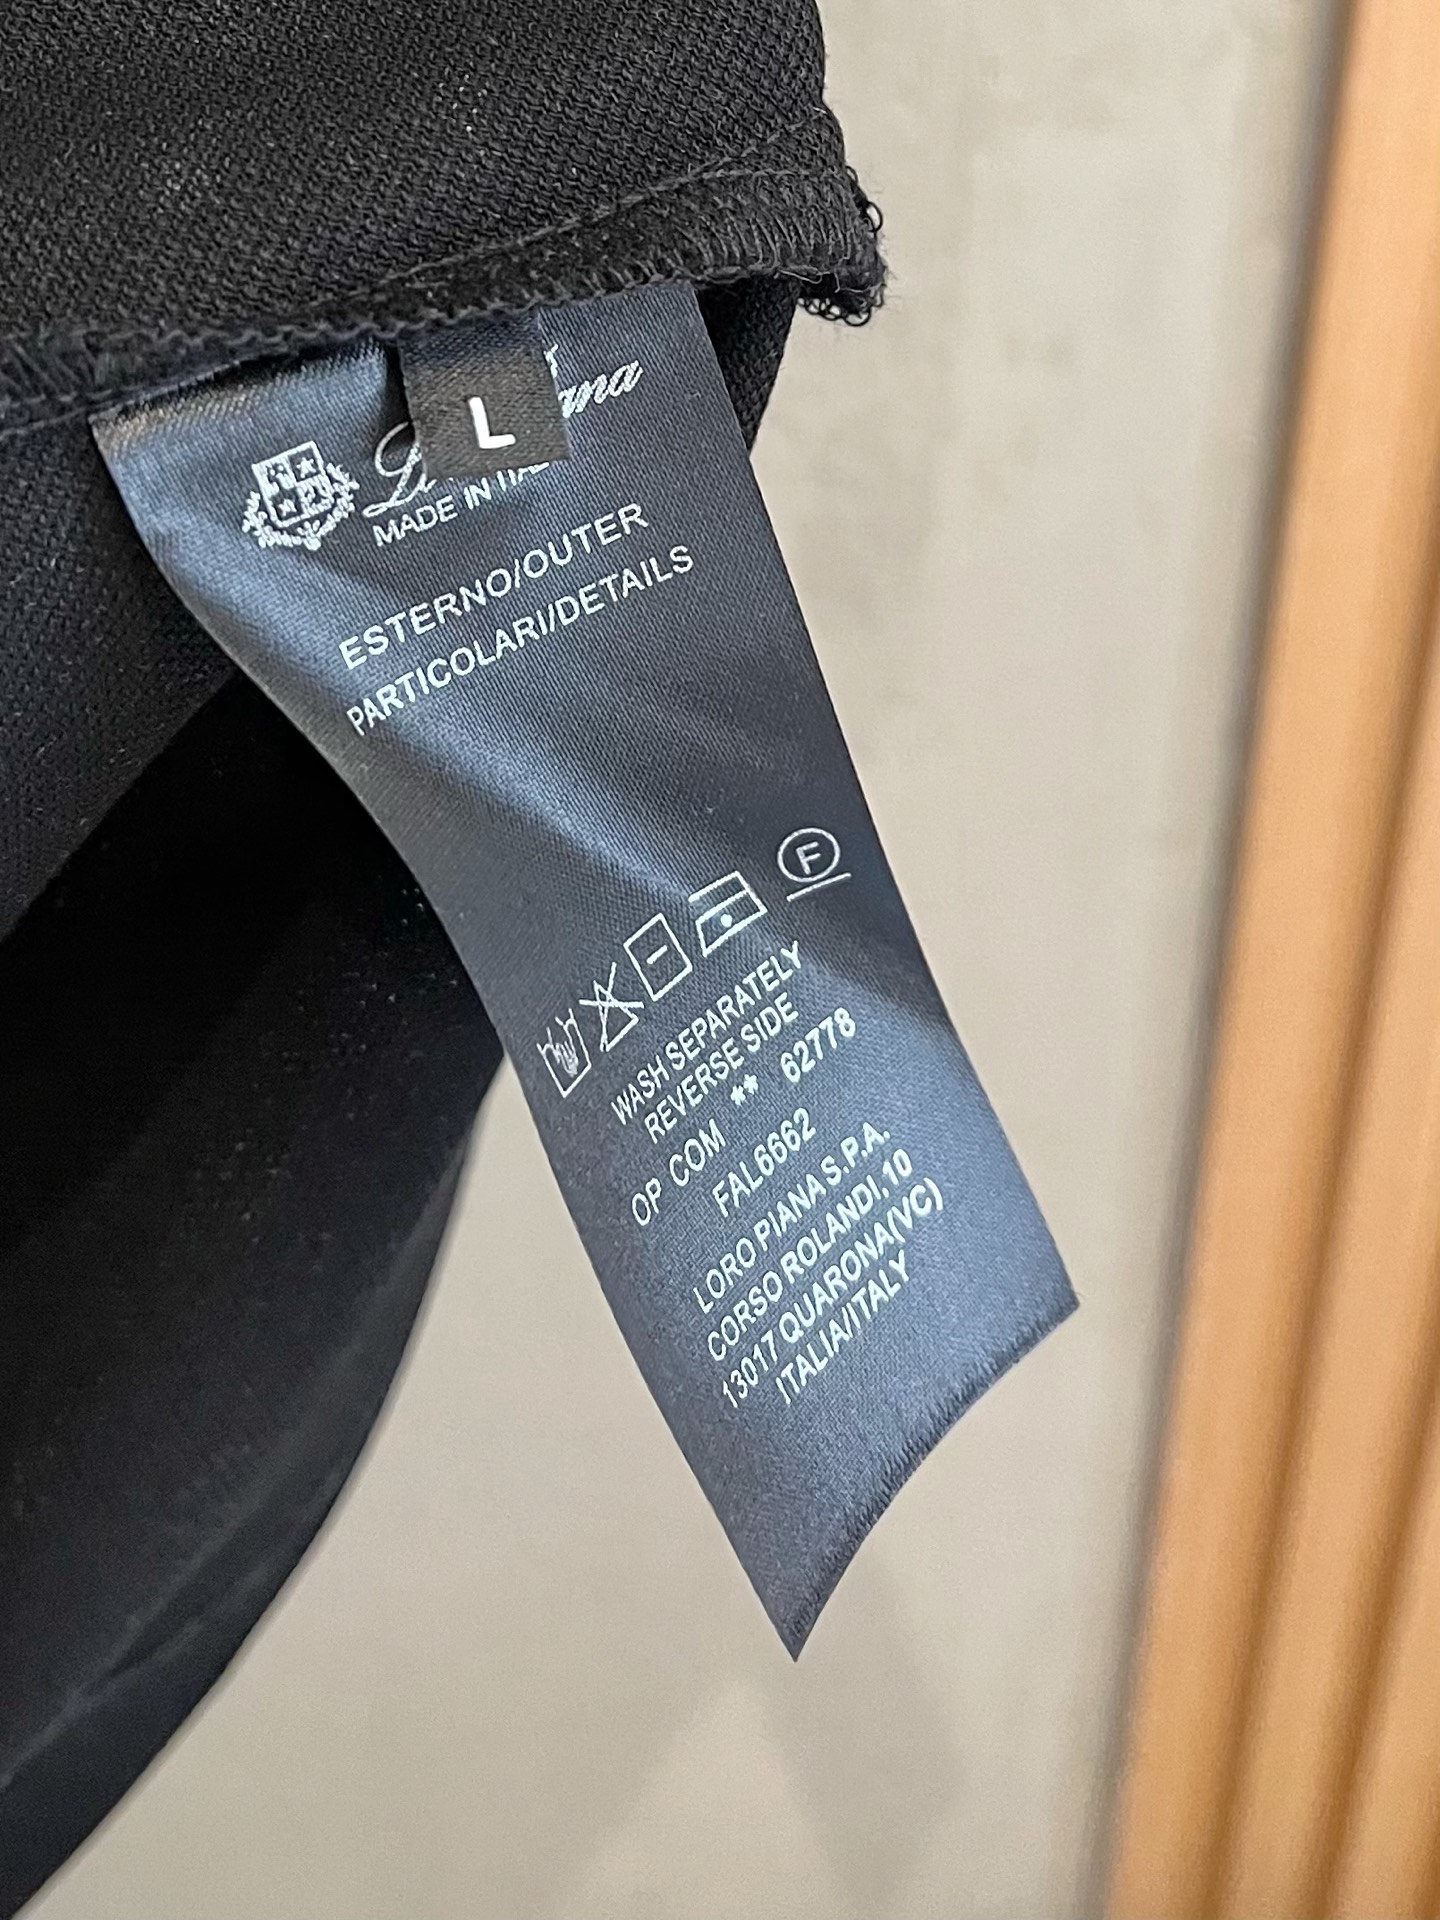 L
MADE IN
ESTERNO/OUTER
PARTICOLARI/DETAILS
F
WASH SEPARATELY
REVERSE SIDE
OP COM ** 62778
FAL6662
LORO PIANA S.P.A.
CORSO ROLANDI,10
13017 QUARONA(VC)
ITALIA/ITALY